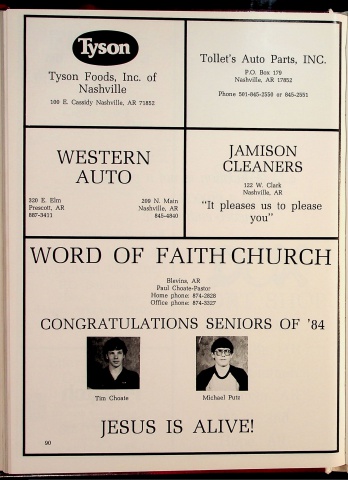 Tyson
Tyson Foods, Inc. of
Nashville
100 E. Cassidy Nashville, AR 71852
Tollet's Auto Parts, INC.
P.O. Box 179
Nashville, AR 17852
Phone 501-845-2550 or 845-2551
WESTERN
AUTO
320 E. Elm
Prescott, AR
887-3411
209 N. Main
Nashville, AR
845-4840
JAMISON
CLEANERS
122 W. Clark
Nashville, AR
"It pleases us to please
you"
WORD OF FAITH CHURCH
Blevins, AR
Paul Choate-Pastor
Home phone: 874-2828
Office phone: 874-3327
CONGRATULATIONS SENIORS OF '84
Tim Choate
Michael Putz
JESUS IS ALIVE!
90